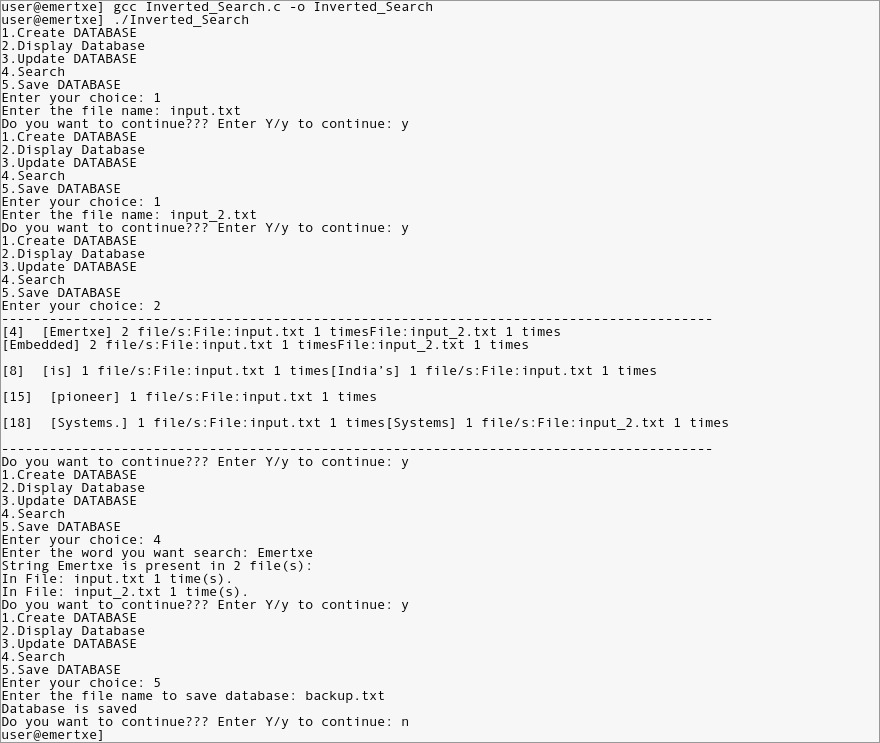 user@emertxe] gcc Inverted_Search.c -o Inverted_Search
user@emertxe] ./Inverted_Search
1.Create DATABASE
2.Display Database
3.Update DATABASE
4.Search
5.Save DATABASE
Enter your choice: 1
Enter the file name: input.txt
Do you want to continue??? Enter Y/y to continue: y
1.Create DATABASE
2.Display Database
3.Update DATABASE
4.Search
5.Save DATABASE
Enter your choice: 1
Enter the file name: input_2.txt
Do you want to continue??? Enter Y/y to continue: y
1.Create DATABASE
2.Display Database
3.Update DATABASE
4.Search
5.Save DATABASE
Enter your choice: 2
-----------------------------------------------------------------------------------------
[4]  [Emertxe] 2 file/s:File:input.txt 1 timesFile:input_2.txt 1 times
[Embedded] 2 file/s:File:input.txt 1 timesFile:input_2.txt 1 times
[8]  [is] 1 file/s:File:input.txt 1 times[India's] 1 file/s:File:input.txt 1 times
[15]  [pioneer] 1 file/s:File:input.txt 1 times
[18]  [Systems.] 1 file/s:File:input.txt 1 times[Systems] 1 file/s:File:input_2.txt 1 times
-----------------------------------------------------------------------------------------
Do you want to continue??? Enter Y/y to continue: y
1.Create DATABASE
2.Display Database
3.Update DATABASE
4.Search
5.Save DATABASE
Enter your choice: 4
Enter the word you want search: Emertxe
String Emertxe is present in 2 file(s):
In File: input.txt 1 time(s).
In File: input_2.txt 1 time(s).
Do you want to continue??? Enter Y/y to continue: y
1.Create DATABASE
2.Display Database
3.Update DATABASE
4.Search
5.Save DATABASE
Enter your choice: 5
Enter the file name to save database: backup.txt
Database is saved
Do you want to continue??? Enter Y/y to continue: n
user@emertxe]